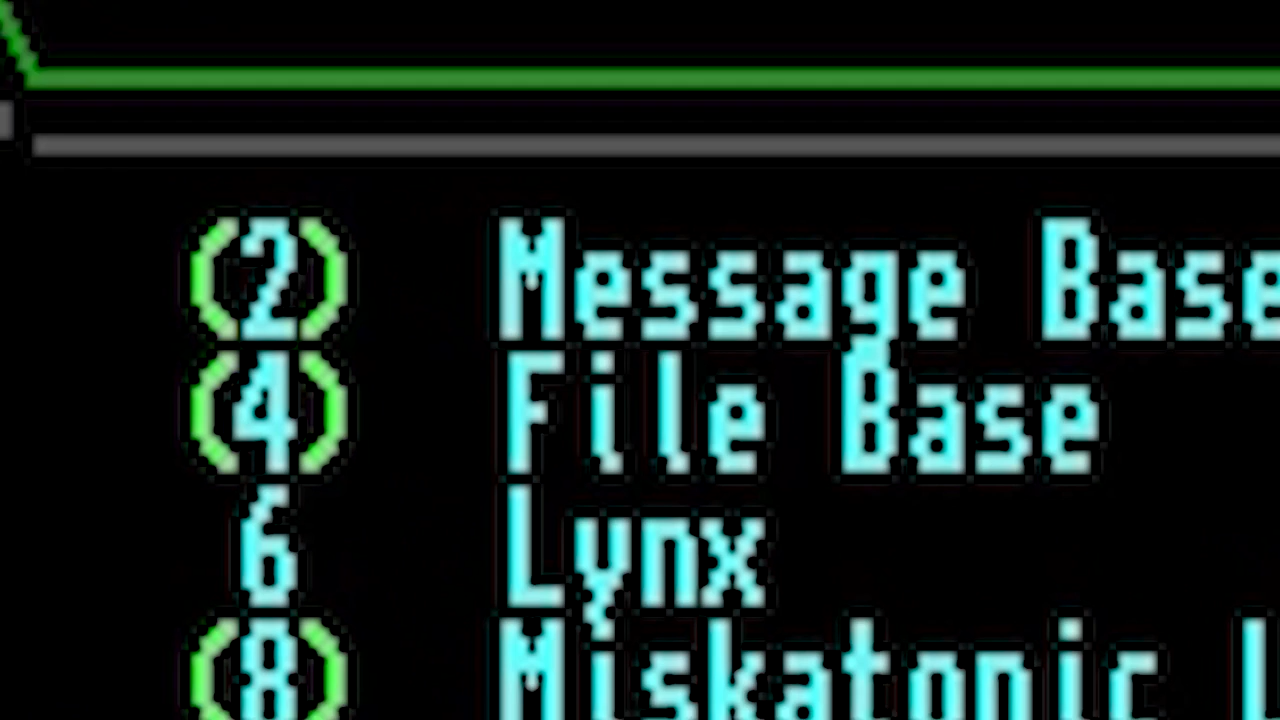 (2) Message Base
(4) File Base
6 Lynx
(8) Miskatonic